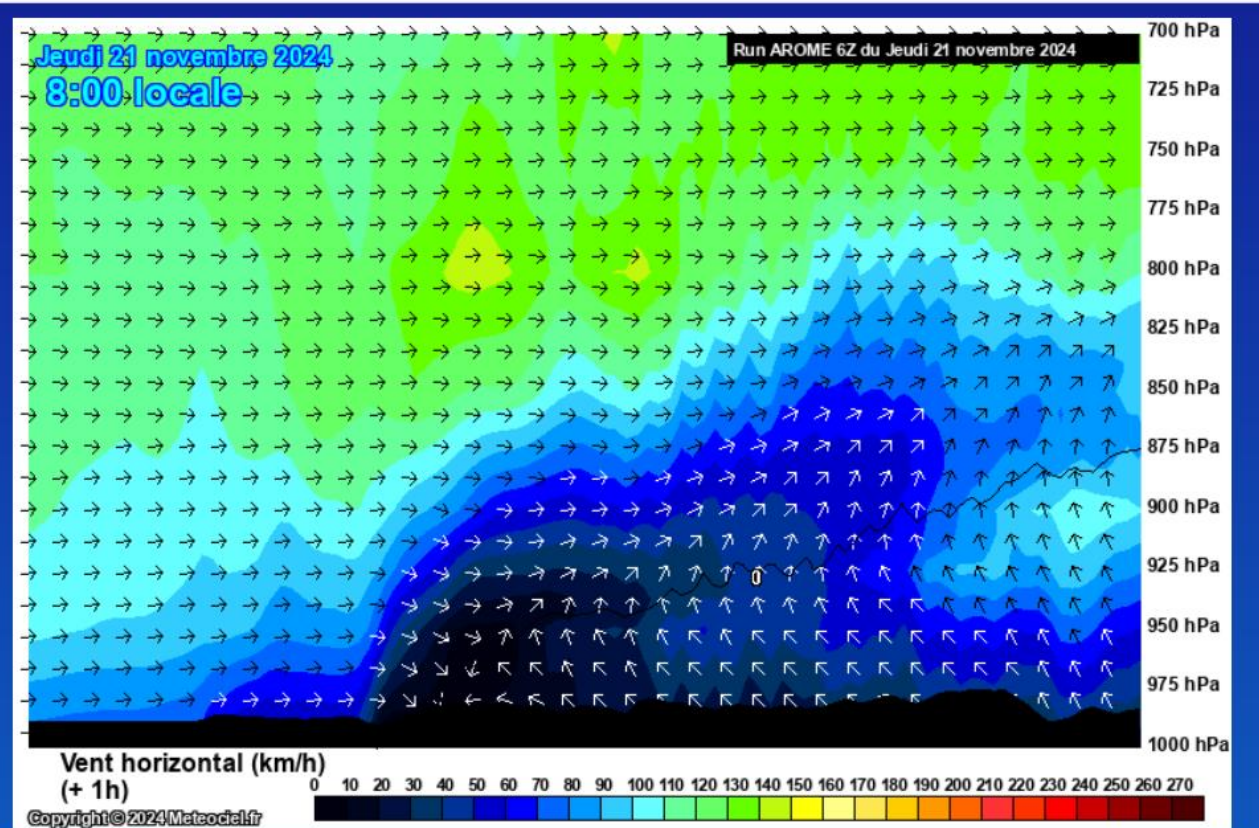 Jeudi 21 novembre 2024
8:00 locale
Run AROME 6Z du Jeudi 21 novembre 2024
700 hPa
725 hPa
750 hPa
775 hPa
800 hPa
825 hPa
850 hPa
875 hPa
900 hPa
925 hPa
950 hPa
975 hPa
1000 hPa
0
Vent horizontal (km/h)
(+ 1h)
0 10 20 30 40 50 60 70 80 90 100 110 120 130 140 150 160 170 180 190 200 210 220 230 240 250 260 270
Copyright © 2024 Meteociel.fr